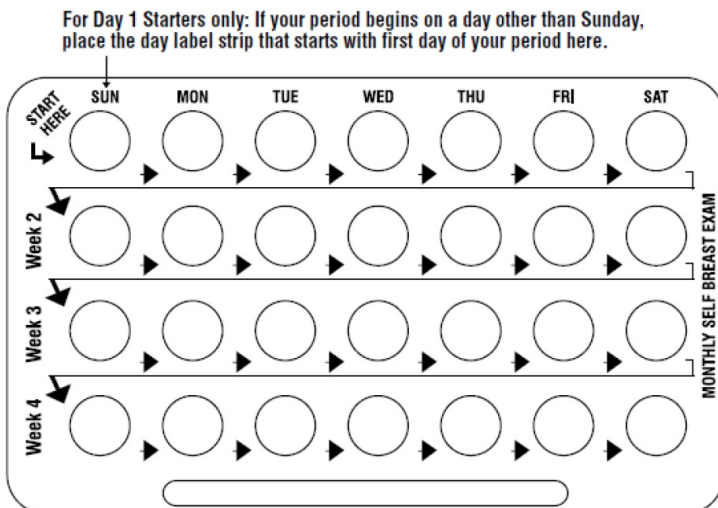 For Day 1 Starters only: If your period begins on a day other than Sunday,
place the day label strip that starts with first day of your period here.
START
HERE
SUN MON TUE WED THU FRI SAT
Week 2
Week 3
Week 4
MONTHLY SELF BREAST EXAM